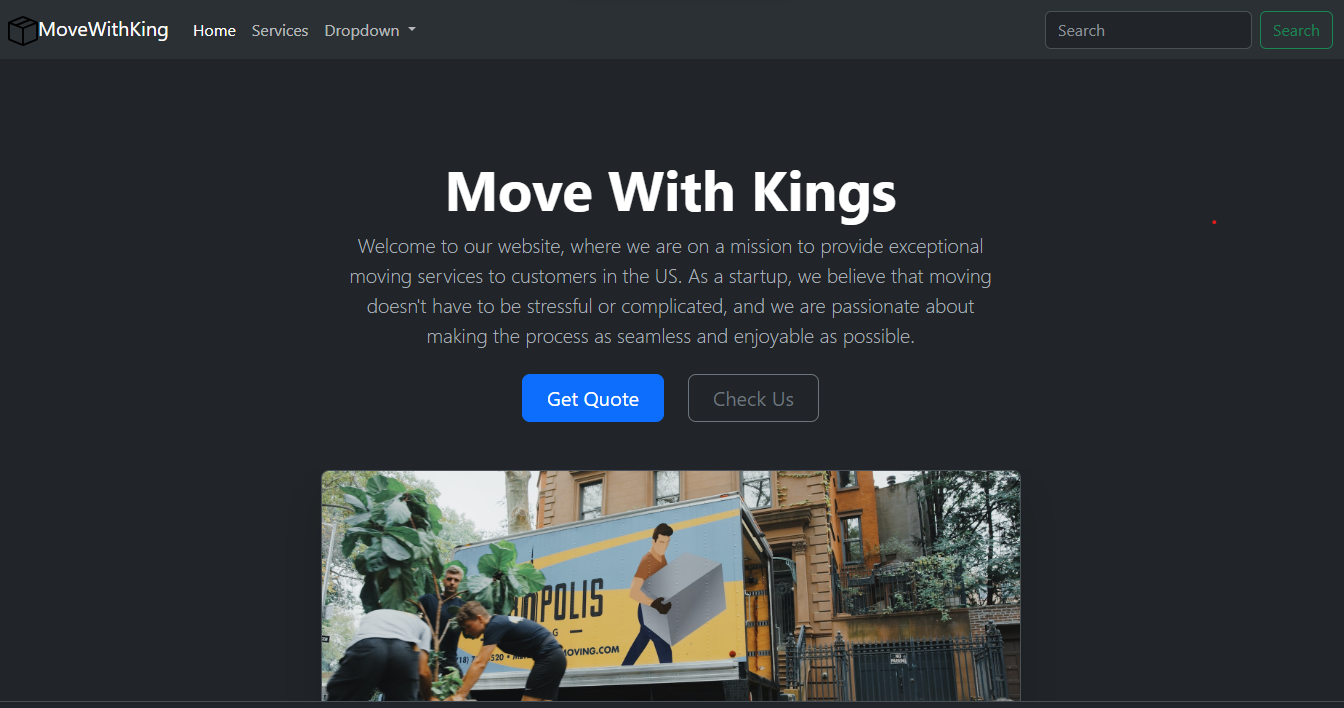 MoveWithKing Home Services Dropdown Search Search
Move With Kings
Welcome to our website, where we are on a mission to provide exceptional
moving services to customers in the US. As a startup, we believe that moving
doesn't have to be stressful or complicated, and we are passionate about
making the process as seamless and enjoyable as possible.
Get Quote Check Us
OPOLIS
G
520 •
MOVING.COM
NO
PARKING